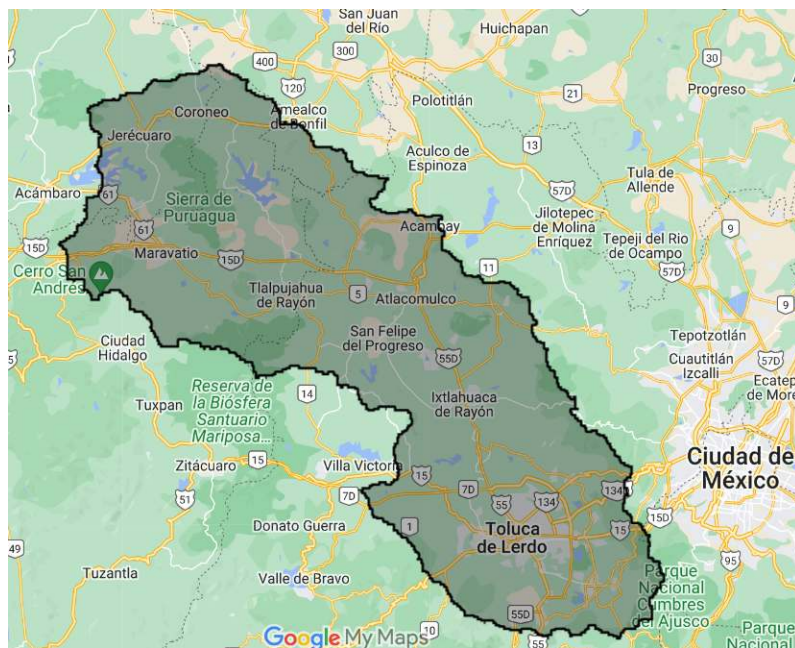 San Juan
del Río
Huichapan
400
300
30
120
21
Progreso
Coroneo
Amealco
de Bonfil
Polotitlán
Jerécuaro
13
Aculco de
Espinoza
Tula de
Allende
Acámbaro
61
Sierra de
Puruagua
57D
Jilotepec de
Molina
Enríquez
9
15D
61
Acambay
Tepeji del Rio
de Ocampo
Maravatio
15D
11
57D
Cerro San
Andrés
Tlalpujahua
de Rayón
5
Atlacomulco
9
Ciudad
Hidalgo
San Felipe
del Progreso
55D
Tepotzotlán
Cuautitlán
Izcalli
57D
5
Ecatep
de More
Reserva de
la Biósfera
Santuario
Mariposa...
14
Ixtlahuaca
de Rayón
Tuxpan
Zitácuaro
15
Villa Victoria
15
Ciudad de
México
51
7D
7D
55
134
134
Donato Guerra
1
Toluca
de Lerdo
15
15D
49
Tuzantla
Valle de Bravo
95
Parque
Nacional
Cumbres
del Ajusco
10
55D
55
Parque
Nacional
Google My Maps